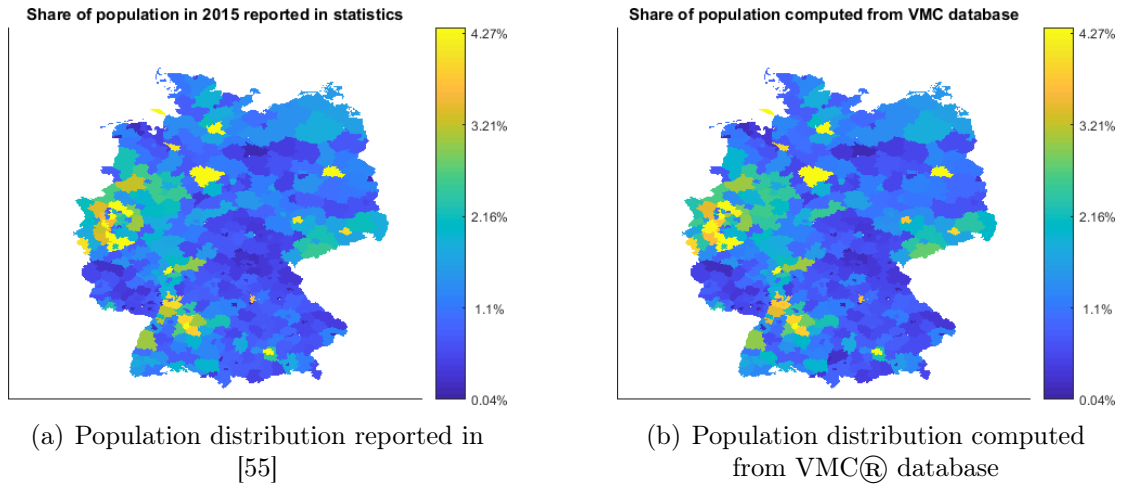 Share of population in 2015 reported in statistics
4.27%
3.21%
2.16%
1.1%
0.04%
(a) Population distribution reported in
[55]
Share of population computed from VMC database
4.27%
3.21%
2.16%
1.1%
0.04%
(b) Population distribution computed
from VMC® database